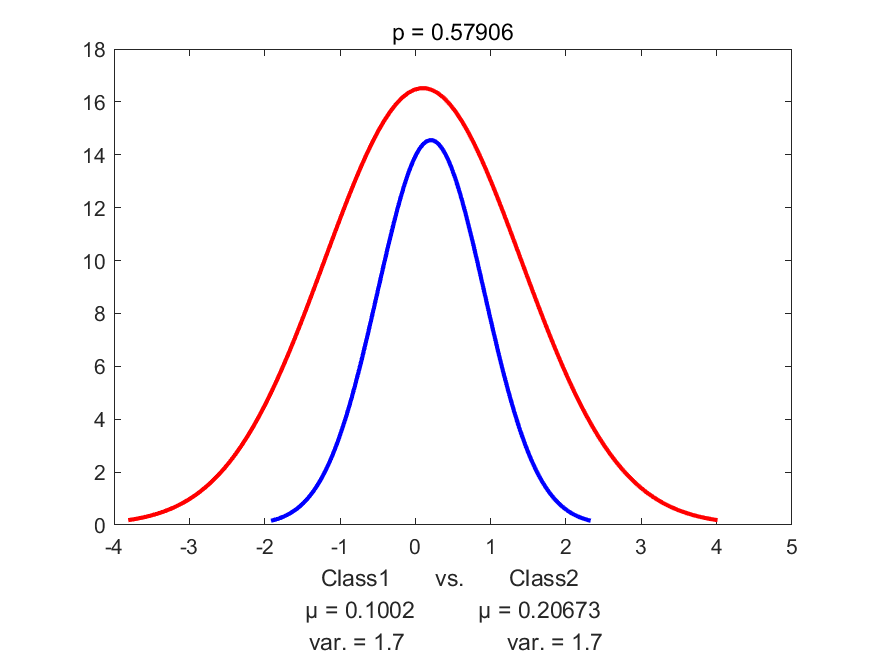 p = 0.57906
18
16
14
12
10
8
6
4
2
0
-4 -3 -2 -1 0 1 2 3 4 5
Class1 vs. Class2
μ = 0.1002 μ = 0.20673
var. = 1.7 var. = 1.7